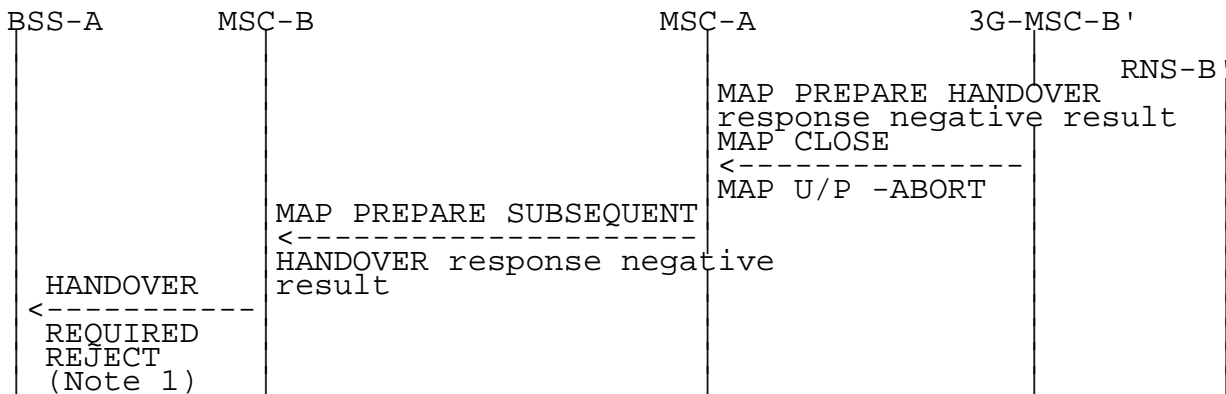 BSS-A MSC-B MSC-A 3G-MSC-B'
RNS-B'
MAP PREPARE HANDOVER
response negative result
MAP CLOSE
MAP U/P -ABORT
MAP PREPARE SUBSEQUENT
HANDOVER response negative
result
HANDOVER
REQUIRED
REJECT
(Note 1)